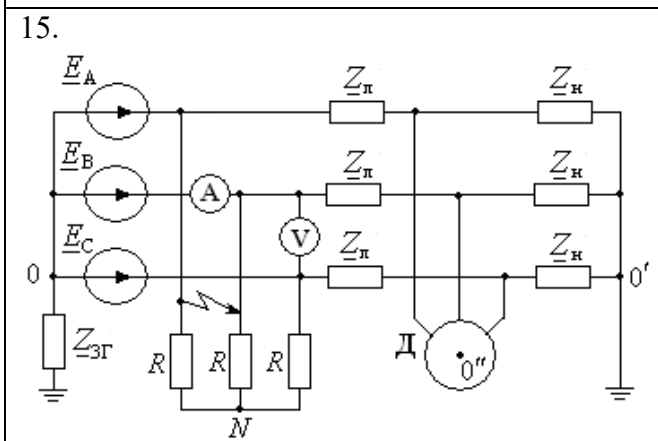 15.
E_A Z_л Z_н
E_B A Z_л Z_н
V
E_C Z_л Z_н
0 0'
Z_ЗГ R R R Д 0"
N